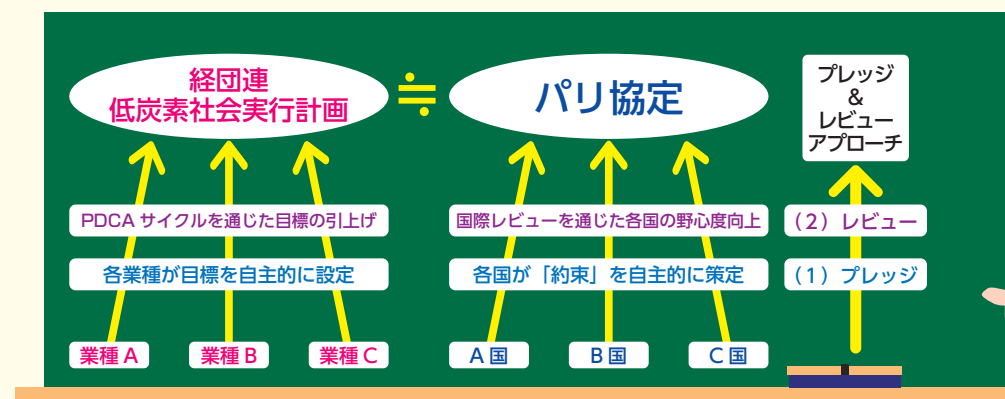 経団連
低炭素社会実行計画
≒
パリ協定
プレッジ
&
レビュー
アプローチ
PDCA サイクルを通じた目標の引上げ
国際レビューを通じた各国の野心度向上
(2)レビュー
各業種が目標を自主的に設定
各国が「約束」を自主的に策定
(1)プレッジ
業種 A
業種 B
業種 C
A 国
B 国
C 国